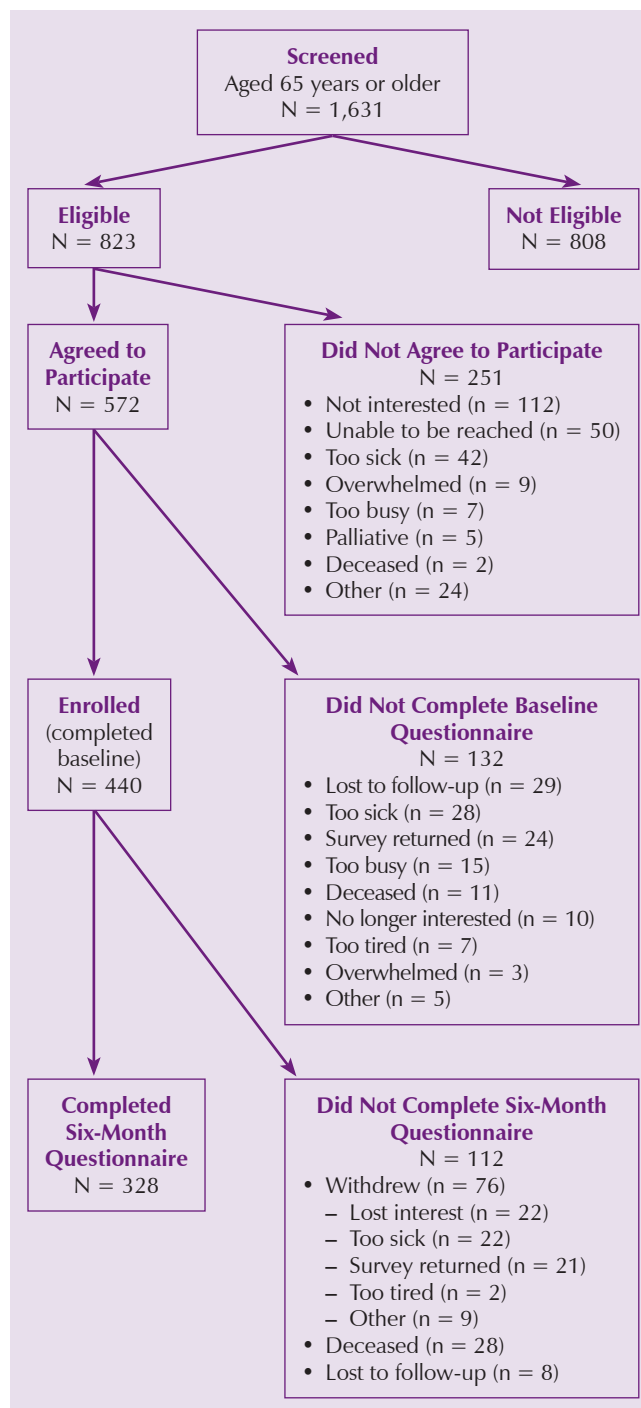 Screened
Aged 65 years or older
N = 1,631
Eligible
N = 823
Not Eligible
N = 808
Agreed to
Participate
N = 572
Did Not Agree to Participate
N = 251
• Not interested (n = 112)
• Unable to be reached (n = 50)
• Too sick (n = 42)
• Overwhelmed (n = 9)
• Too busy (n = 7)
• Palliative (n = 5)
• Deceased (n = 2)
• Other (n = 24)
Enrolled
(completed
baseline)
N = 440
Did Not Complete Baseline
Questionnaire
N = 132
• Lost to follow-up (n = 29)
• Too sick (n = 28)
• Survey returned (n = 24)
• Too busy (n = 15)
• Deceased (n = 11)
• No longer interested (n = 10)
• Too tired (n = 7)
• Overwhelmed (n = 3)
• Other (n = 5)
Completed
Six-Month
Questionnaire
N = 328
Did Not Complete Six-Month
Questionnaire
N = 112
• Withdrew (n = 76)
– Lost interest (n = 22)
– Too sick (n = 22)
– Survey returned (n = 21)
– Too tired (n = 2)
– Other (n = 9)
• Deceased (n = 28)
• Lost to follow-up (n = 8)